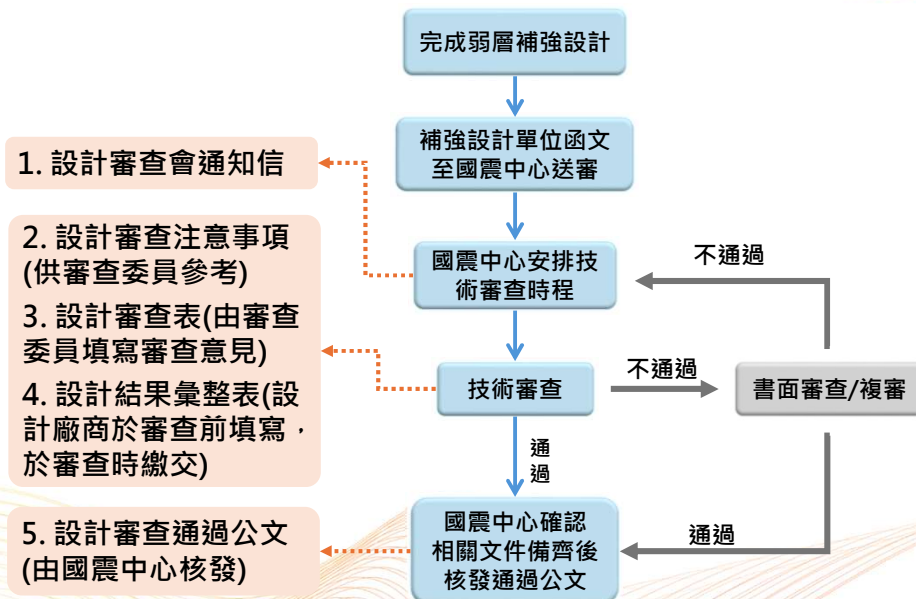 完成弱層補強設計
補強設計單位函文
至國震中心送審
1. 設計審查會通知信
2. 設計審查注意事項
(供審查委員參考)
3. 設計審查表(由審查
委員填寫審查意見)
4. 設計結果彙整表(設
計廠商於審查前填寫，
於審查時繳交)
5. 設計審查通過公文
(由國震中心核發)
國震中心安排技
術審查時程
不通過
技術審查
不通過
書面審查/複審
通
過
國震中心確認
相關文件備齊後
核發通過公文
通過